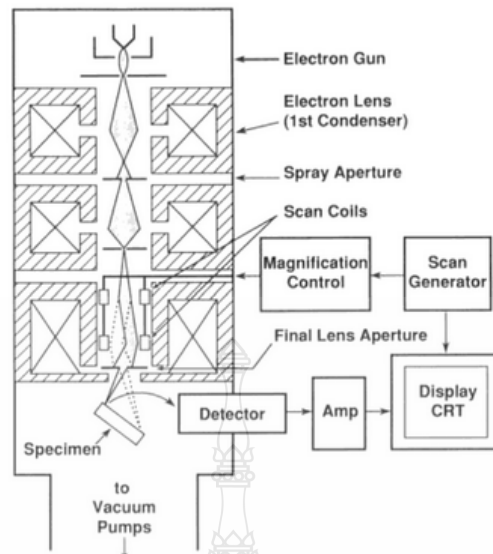 Electron Gun
Electron Lens
(1st Condenser)
Spray Aperture
Scan Coils
Magnification
Control
Scan
Generator
Final Lens Aperture
Display
CRT
Detector
Amp
Specimen
to
Vacuum
Pumps